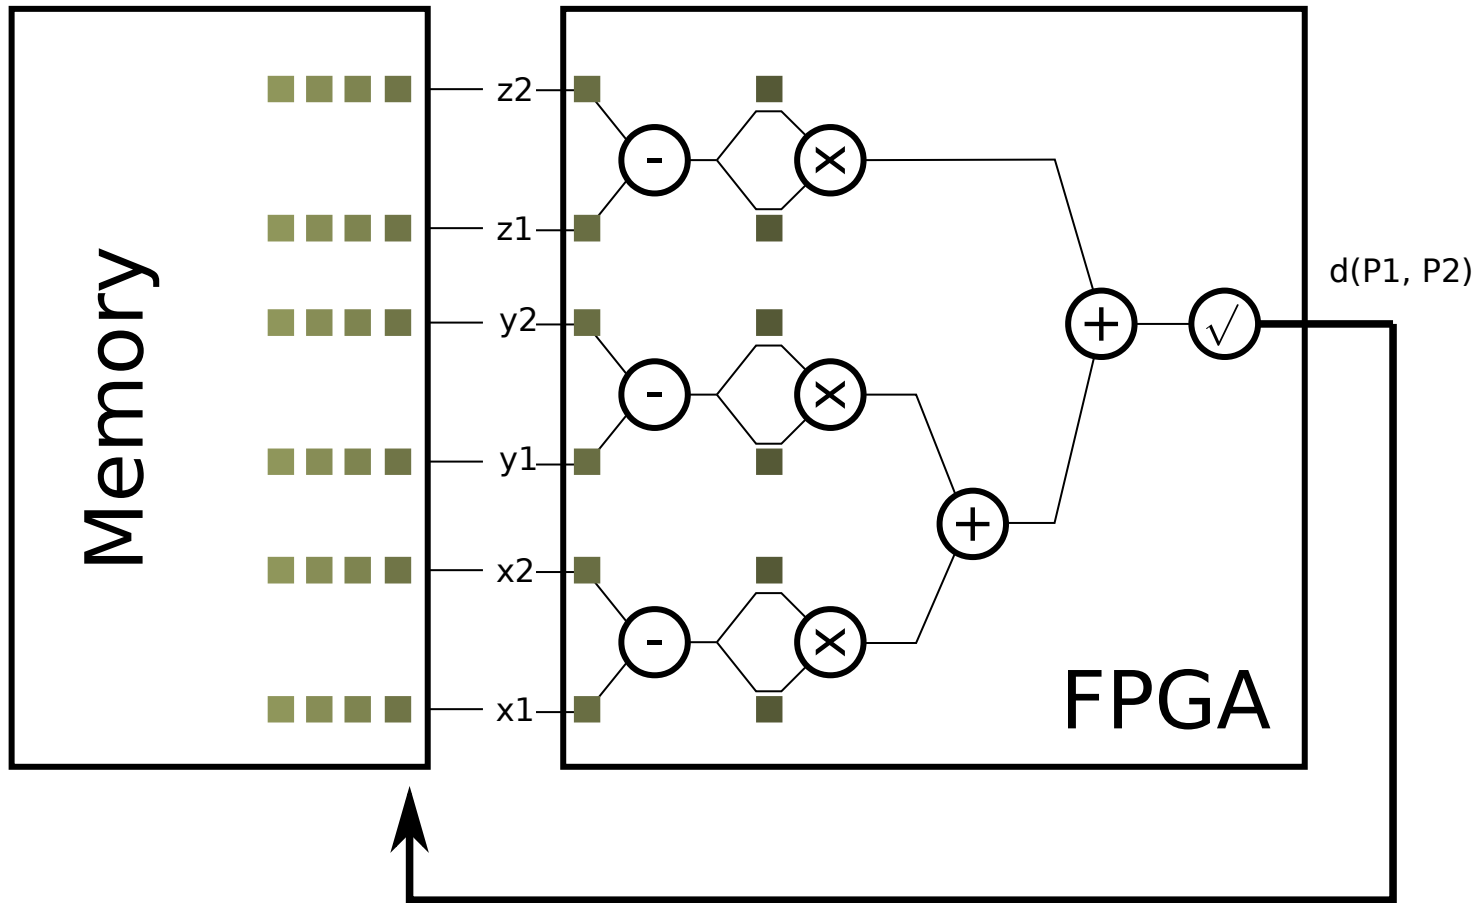 Memory
z2
z1
y2
y1
x2
x1
-
×
-
×
-
×
+
+
√
d(P1, P2)
FPGA